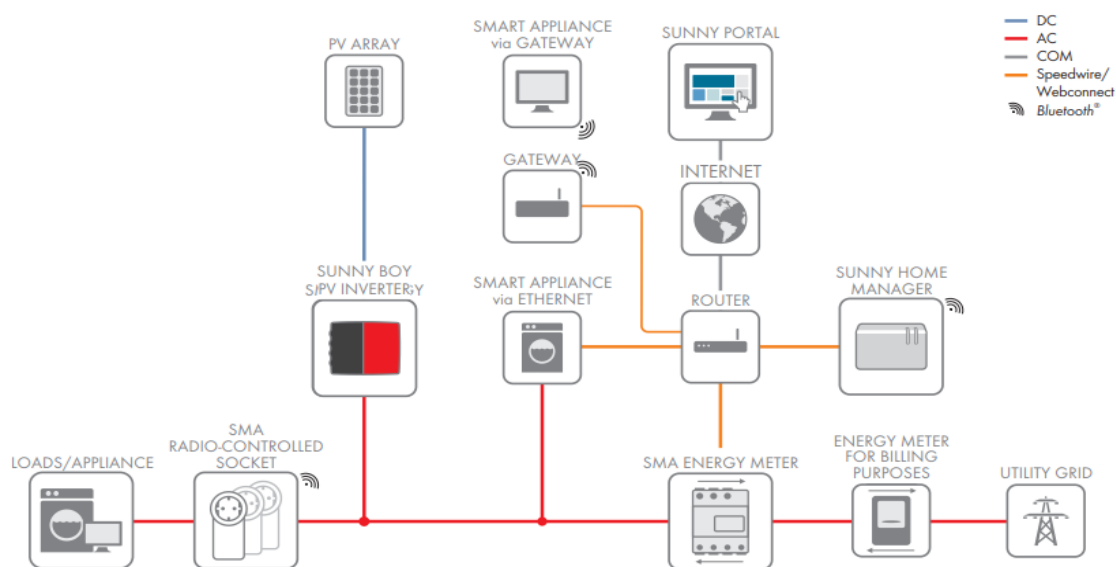 PV ARRAY
SMART APPLIANCE
via GATEWAY
SUNNY PORTAL
DC
AC
COM
Speedwire/
Webconnect
Bluetooth®
GATEWAY
INTERNET
SUNNY BOY
PV INVERTER
SMART APPLIANCE
via ETHERNET
ROUTER
SUNNY HOME
MANAGER
LOADS/APPLIANCE
SMA
RADIO-CONTROLLED
SOCKET
SMA ENERGY METER
ENERGY METER
FOR BILLING
PURPOSES
UTILITY GRID